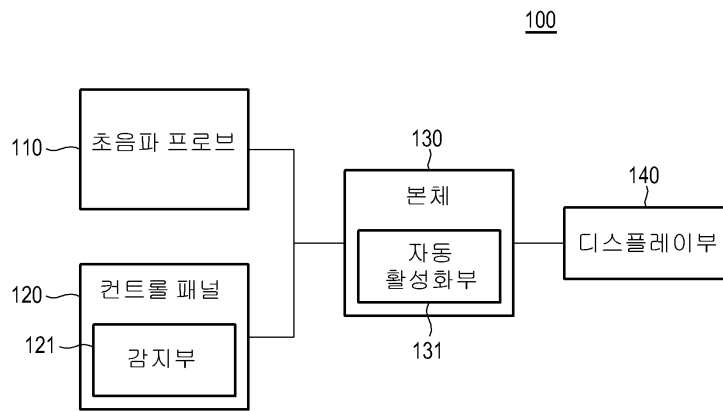 100
110
초음파 프로브
120
컨트롤 패널
121
감지부
130
본체
자동
활성화부
131
140
디스플레이부